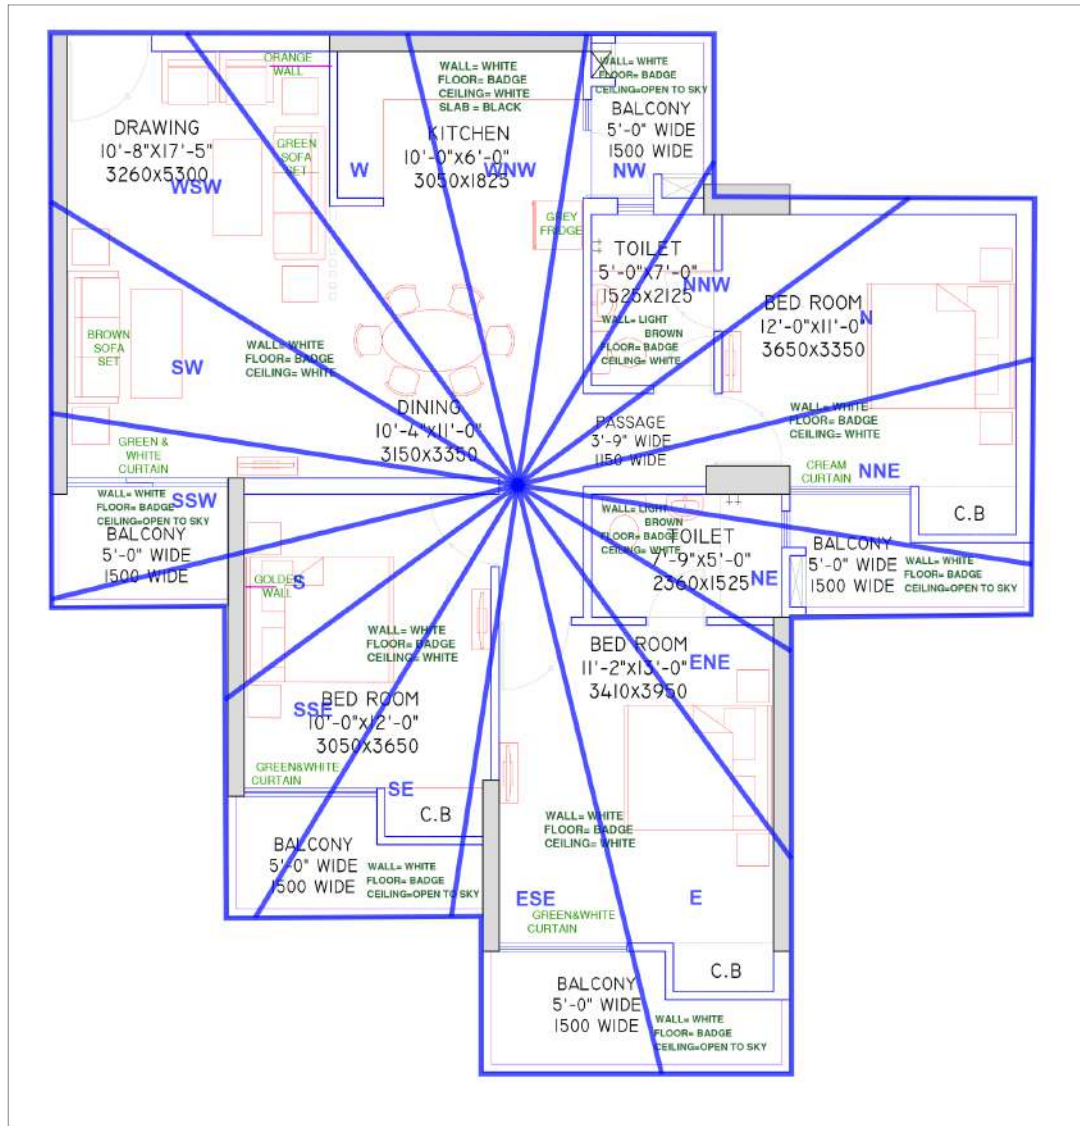 ORANGE
WALL
WALL= WHITE
FLOOR= BADGE
CEILING= WHITE
SLAB = BLACK
WALL= WHITE
FLOOR= BADGE
CEILING=OPEN TO SKY
BALCONY
5'-0" WIDE
1500 WIDE
NW
DRAWING
10'-8"X17'-5"
3260x5300
WSW
GREEN
SOFA
SET
W
KITCHEN
10'-0"x6'-0"
3050X1825
WNW
GREY
FRIDGE
TOILET
5'-0"X7'-0"
1525x2125
NNW
WALL= LIGHT
BROWN
FLOOR= BADGE
CEILING= WHITE
BED ROOM
12'-0"X11'-0"
3650x3350
N
BROWN
SOFA
SET
SW
WALL= WHITE
FLOOR= BADGE
CEILING= WHITE
DINING
10'-4"X11'-0"
3150x3350
PASSAGE
3'-9" WIDE
1150 WIDE
WALL= WHITE
FLOOR= BADGE
CEILING= WHITE
GREEN &
WHITE
CURTAIN
CREAM
CURTAIN
NNE
SSW
WALL= WHITE
FLOOR= BADGE
CEILING=OPEN TO SKY
BALCONY
5'-0" WIDE
1500 WIDE
WALL= LIGHT
BROWN
FLOOR= BADGE
CEILING= WHITE
TOILET
7'-9"X5'-0"
2360X1525
NE
C.B
BALCONY
5'-0" WIDE
1500 WIDE
WALL= WHITE
FLOOR= BADGE
CEILING=OPEN TO SKY
GOLDEN
WALL
S
WALL= WHITE
FLOOR= BADGE
CEILING= WHITE
BED ROOM
11'-2"x13'-0"
3410x3950
ENE
BED ROOM
10'-0"X12'-0"
3050X3650
SSE
GREEN&WHITE
CURTAIN
SE
C.B
BALCONY
5'-0" WIDE
1500 WIDE
WALL= WHITE
FLOOR= BADGE
CEILING=OPEN TO SKY
WALL= WHITE
FLOOR= BADGE
CEILING= WHITE
ESE
E
GREEN&WHITE
CURTAIN
C.B
BALCONY
5'-0" WIDE
1500 WIDE
WALL= WHITE
FLOOR= BADGE
CEILING=OPEN TO SKY